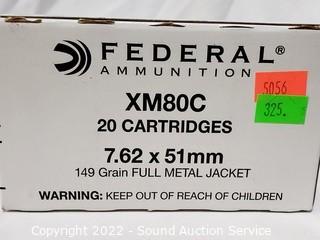 FEDERAL®
AMMUNITION
XM80C
20 CARTRIDGES
5056
325.
7.62 x 51mm
149 Grain FULL METAL JACKET
WARNING: KEEP OUT OF REACH OF CHILDREN
Copyright 2022 - Sound Auction Service